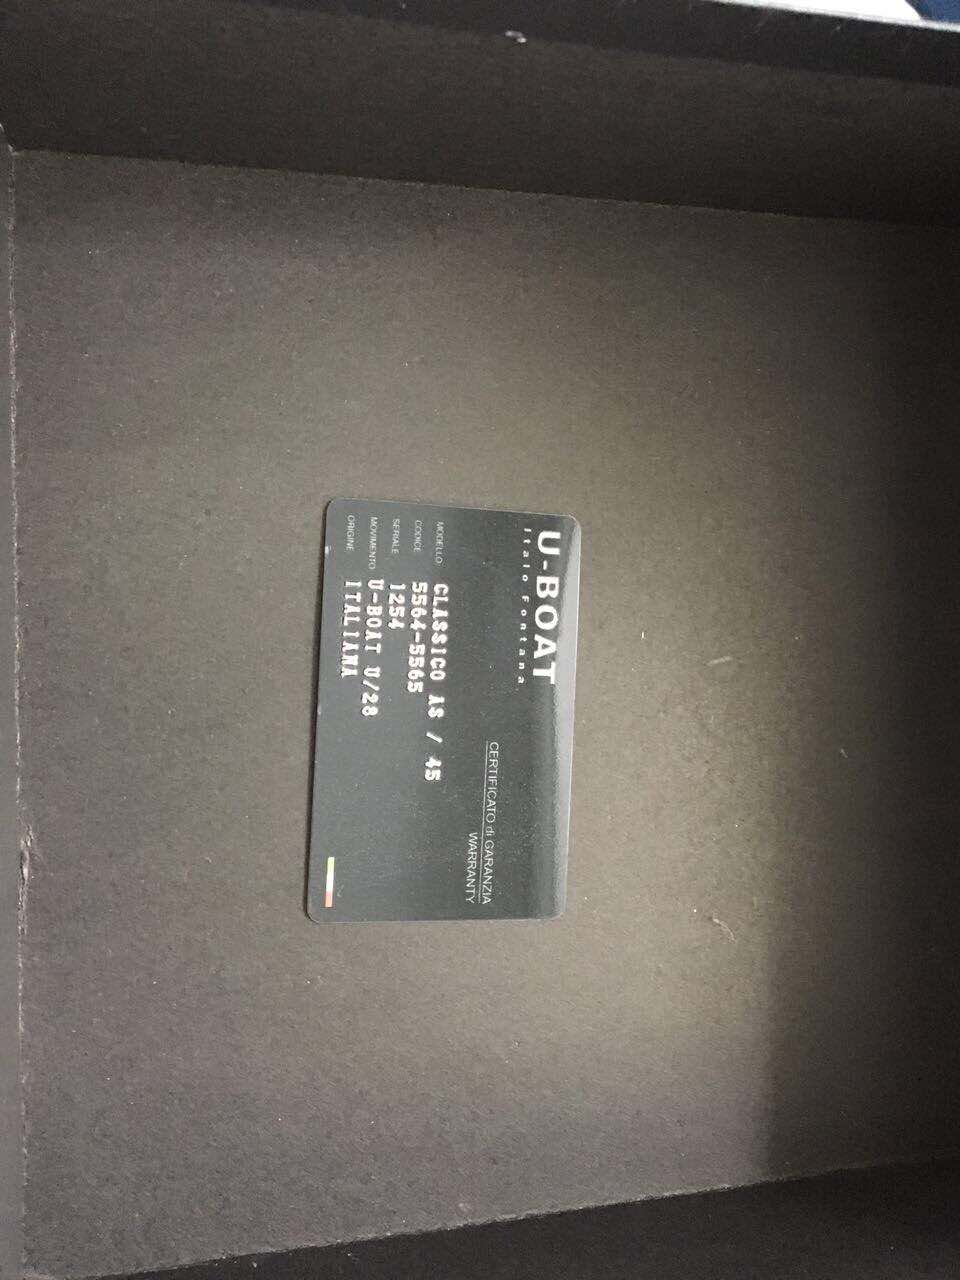 U-BOAT
Italo Fontana
CERTIFICATO di GARANZIA
WARRANTY
MODELLO: CLASSICO AS / 45
CODICE: 5564-5565
SERIALE 1254
MOVIMENTO U-BOAT U/28
ORIGINE ITALIANA